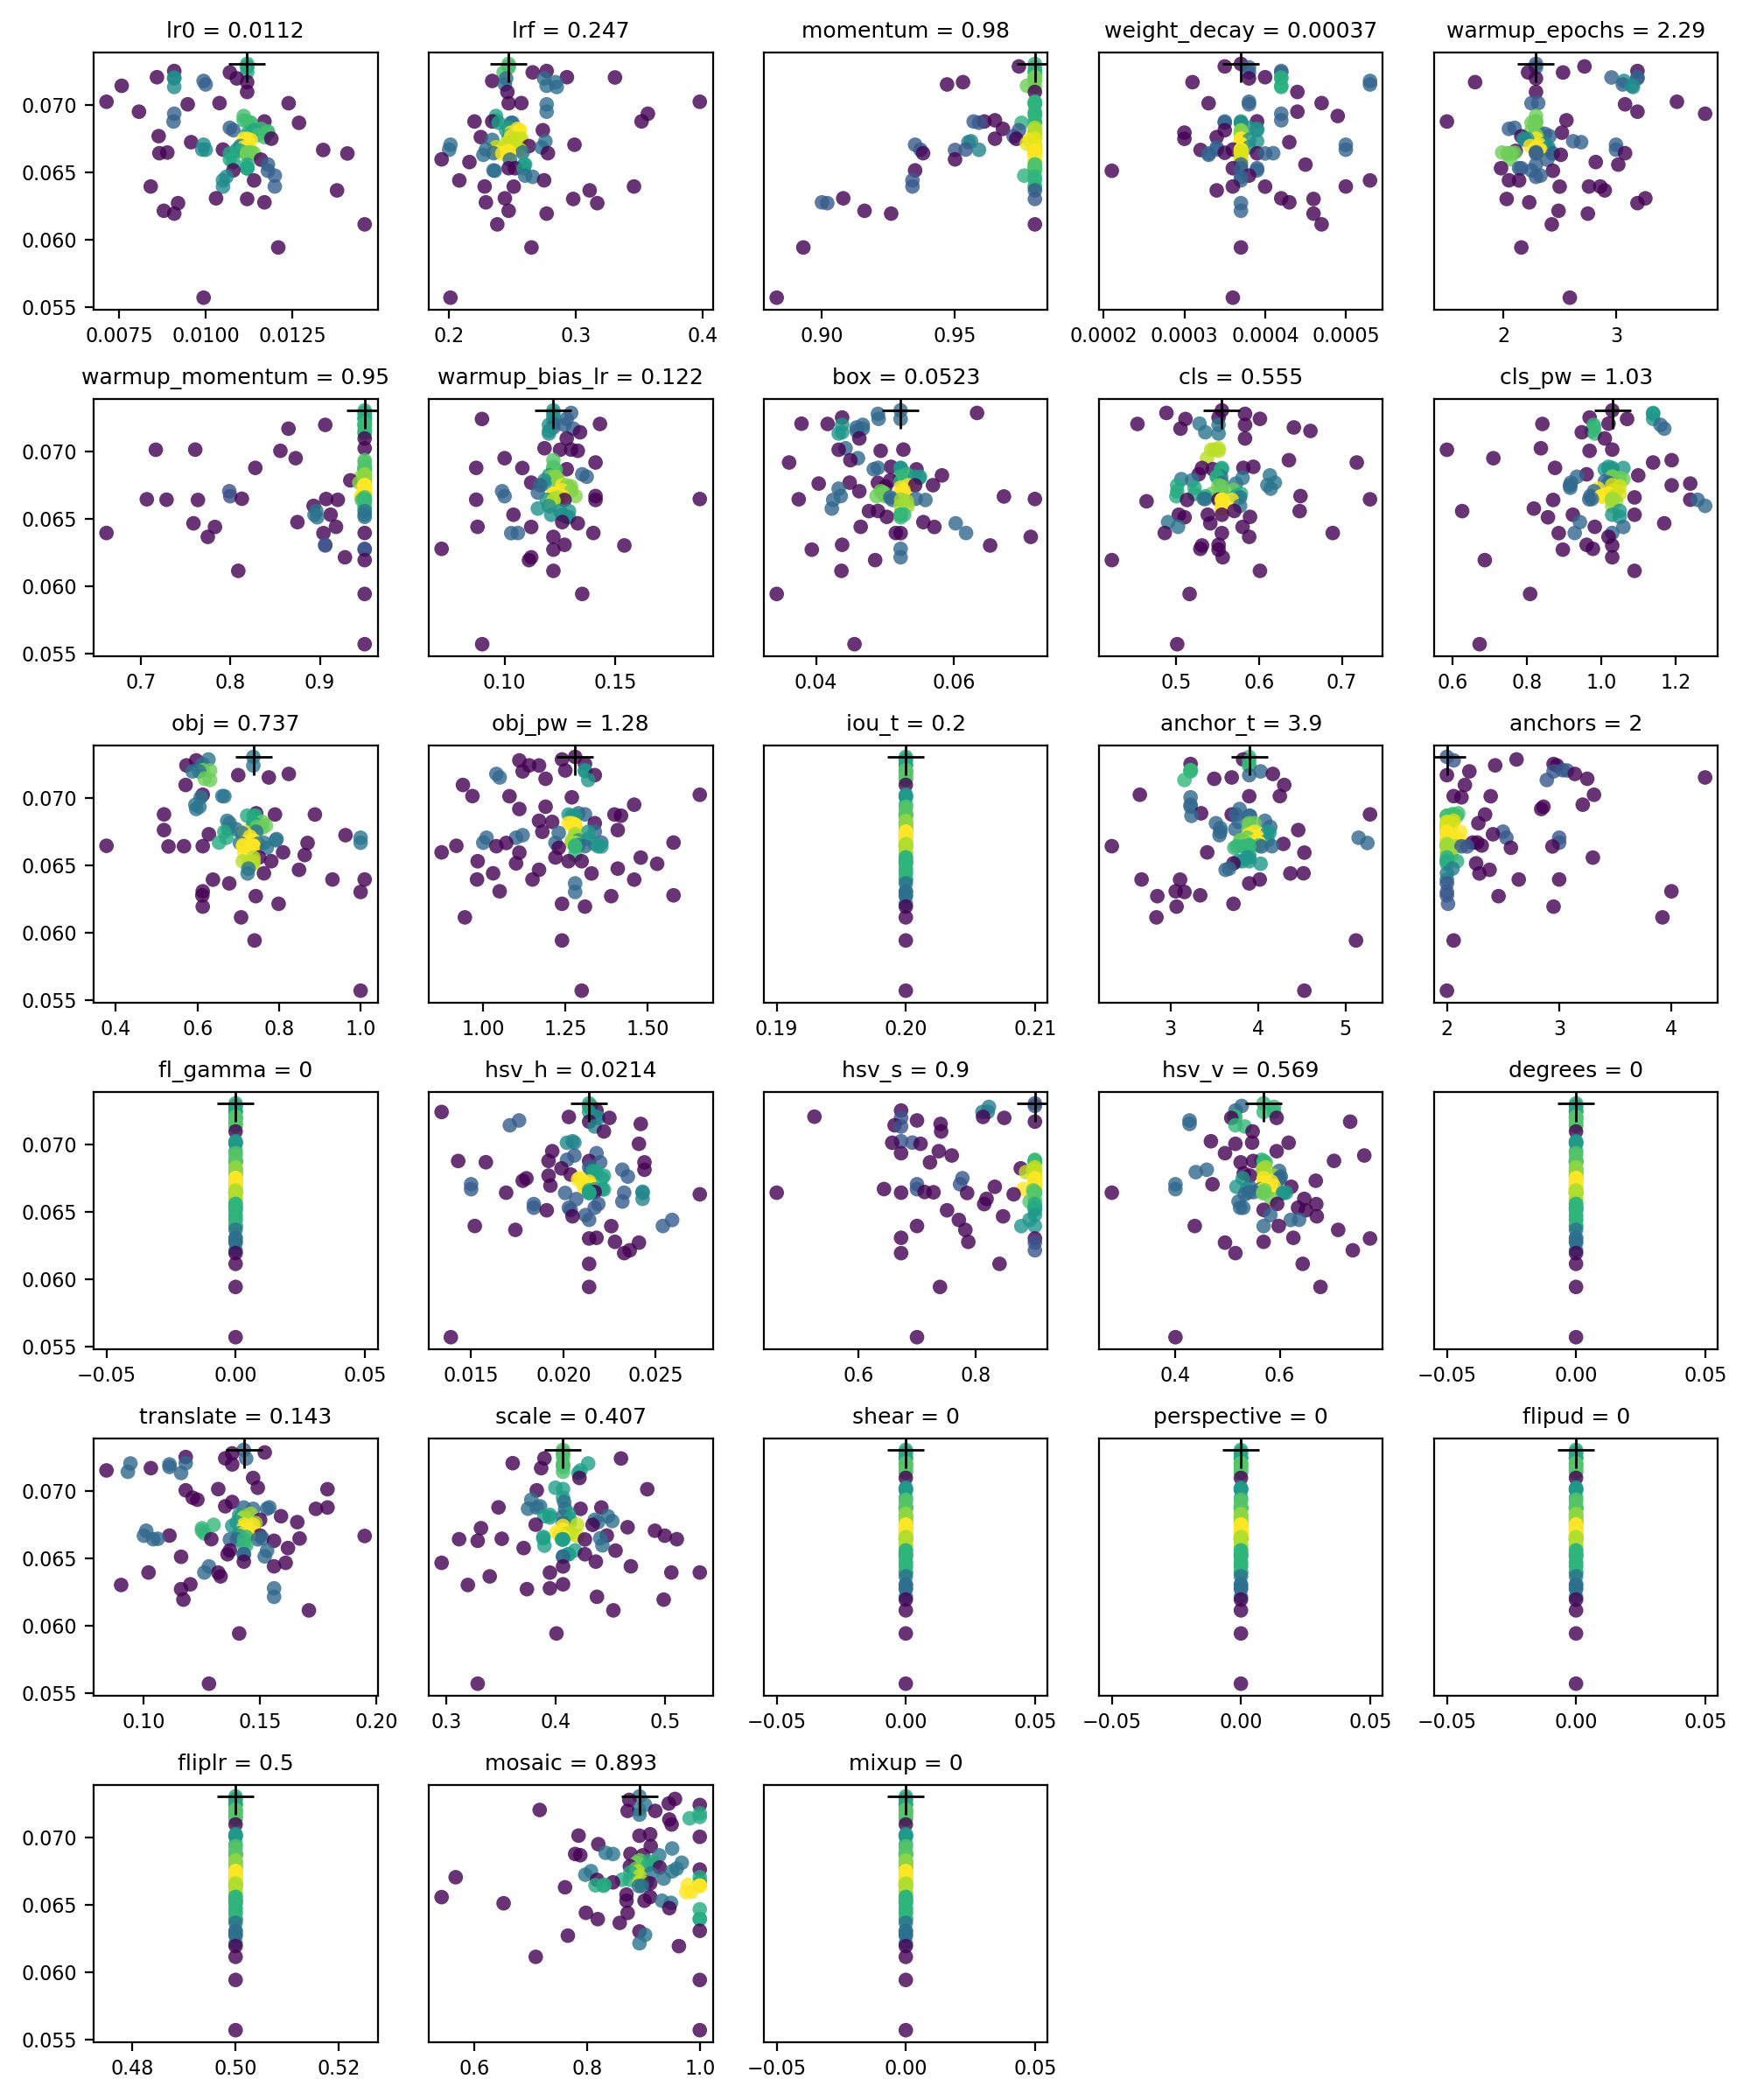 lr0 = 0.0112 lrf = 0.247 momentum = 0.98 weight_decay = 0.00037 warmup_epochs = 2.29
0.070
0.065
0.060
0.055
0.0075 0.0100 0.0125 0.2 0.3 0.4 0.90 0.95 0.0002 0.0003 0.0004 0.0005 2 3
warmup_momentum = 0.95 warmup_bias_lr = 0.122 box = 0.0523 cls = 0.555 cls_pw = 1.03
0.070
0.065
0.060
0.055
0.7 0.8 0.9 0.10 0.15 0.04 0.06 0.5 0.6 0.7 0.6 0.8 1.0 1.2
obj = 0.737 obj_pw = 1.28 iou_t = 0.2 anchor_t = 3.9 anchors = 2
0.070
0.065
0.060
0.055
0.4 0.6 0.8 1.0 1.00 1.25 1.50 0.19 0.20 0.21 3 4 5 2 3 4
fl_gamma = 0 hsv_h = 0.0214 hsv_s = 0.9 hsv_v = 0.569 degrees = 0
0.070
0.065
0.060
0.055
−0.05 0.00 0.05 0.015 0.020 0.025 0.6 0.8 0.4 0.6 −0.05 0.00 0.05
translate = 0.143 scale = 0.407 shear = 0 perspective = 0 flipud = 0
0.070
0.065
0.060
0.055
0.10 0.15 0.20 0.3 0.4 0.5 −0.05 0.00 0.05 −0.05 0.00 0.05 −0.05 0.00 0.05
fliplr = 0.5 mosaic = 0.893 mixup = 0
0.070
0.065
0.060
0.055
0.48 0.50 0.52 0.6 0.8 1.0 −0.05 0.00 0.05